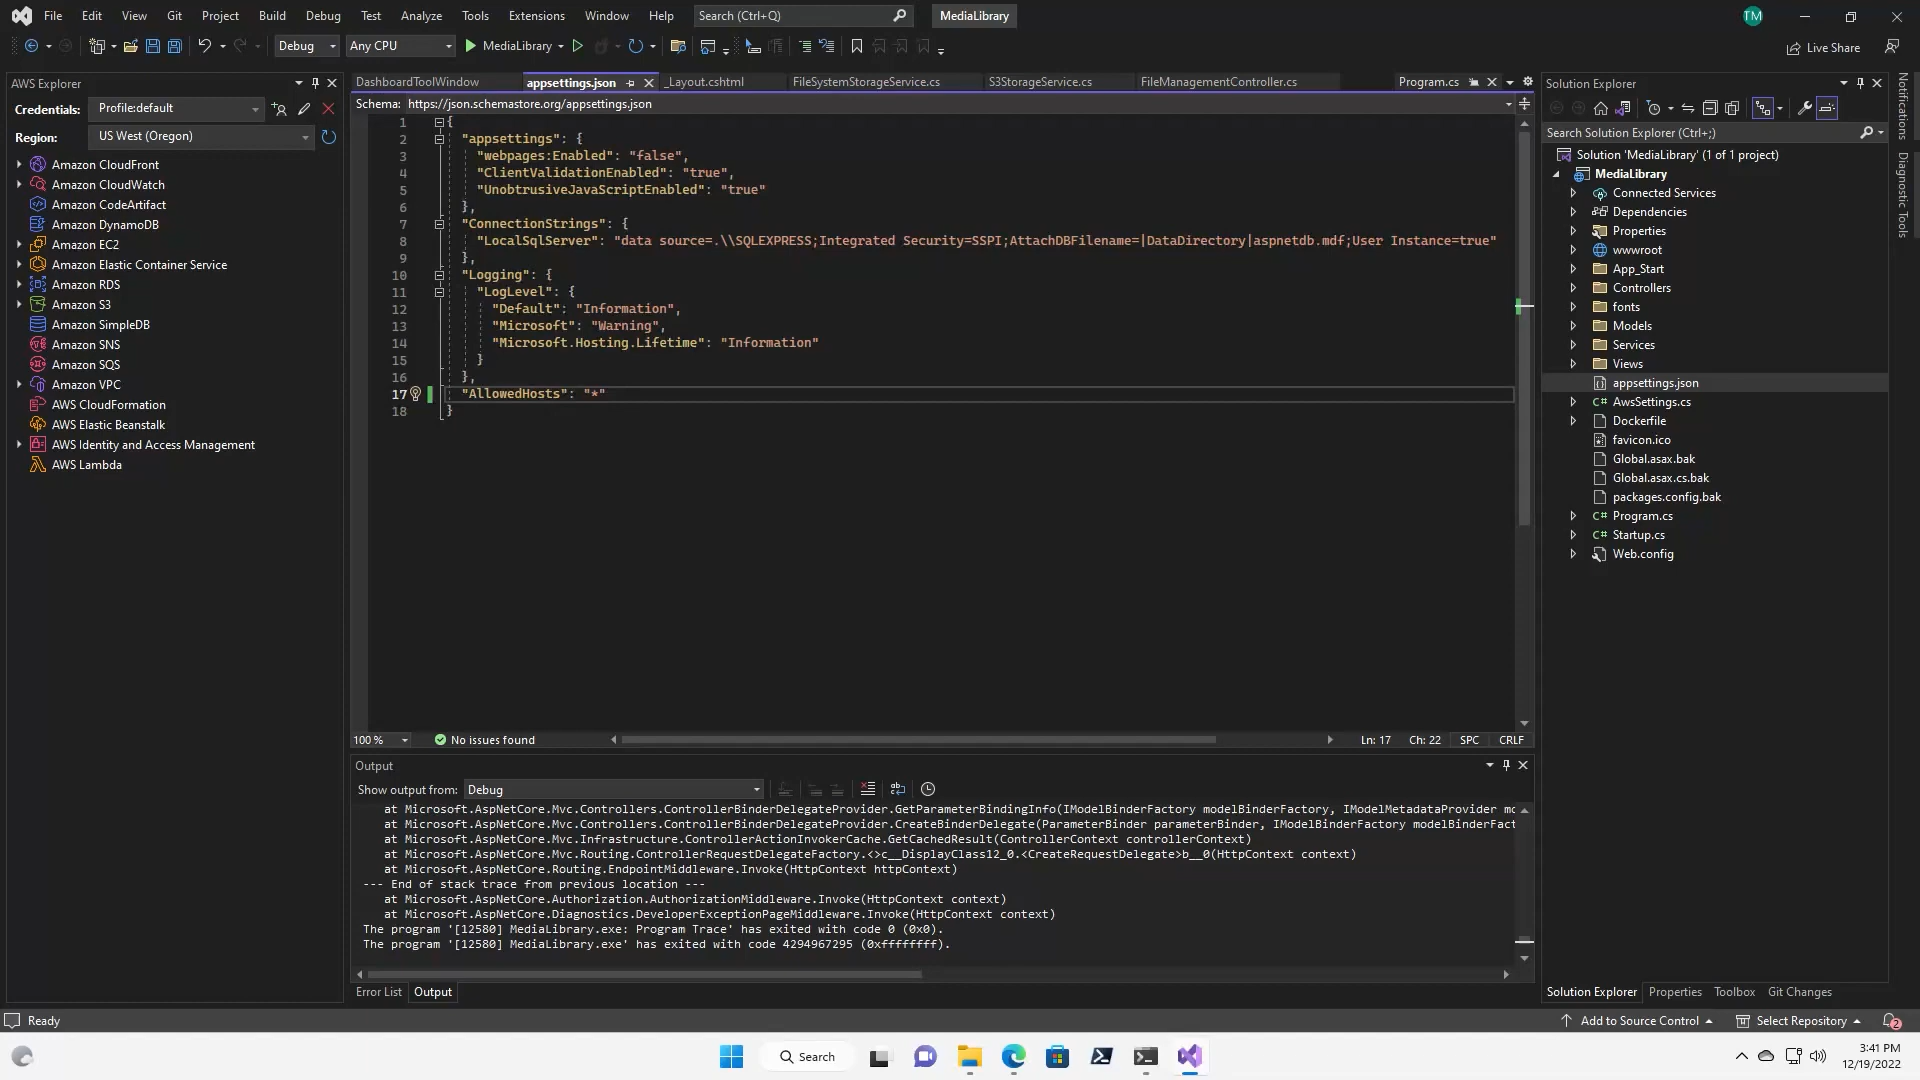 File Edit View Git Project Build Debug Test Analyze Tools Extensions Window Help Search (Ctrl+Q) MediaLibrary TM
Debug Any CPU MediaLibrary Live Share
AWS Explorer
Credentials: Profile:default
Region: US West (Oregon)
Amazon CloudFront
Amazon CloudWatch
Amazon CodeArtifact
Amazon DynamoDB
Amazon EC2
Amazon Elastic Container Service
Amazon RDS
Amazon S3
Amazon SimpleDB
Amazon SNS
Amazon SQS
Amazon VPC
AWS CloudFormation
AWS Elastic Beanstalk
AWS Identity and Access Management
AWS Lambda
DashboardToolWindow appsettings.json _Layout.cshtml FileSystemStorageService.cs S3StorageService.cs FileManagementController.cs Program.cs
Schema: https://json.schemastore.org/appsettings.json
1 {
2 "appsettings": {
3 "webpages:Enabled": "false",
4 "ClientValidationEnabled": "true",
5 "UnobtrusiveJavaScriptEnabled": "true"
6 },
7 "ConnectionStrings": {
8 "LocalSqlServer": "data source=.\\SQLEXPRESS;Integrated Security=SSPI;AttachDBFilename=|DataDirectory|aspnetdb.mdf;User Instance=true"
9 },
10 "Logging": {
11 "LogLevel": {
12 "Default": "Information",
13 "Microsoft": "Warning",
14 "Microsoft.Hosting.Lifetime": "Information"
15 }
16 },
17 "AllowedHosts": "*"
18 }
100 % No issues found Ln: 17 Ch: 22 SPC CRLF
Output
Show output from: Debug
at Microsoft.AspNetCore.Mvc.Controllers.ControllerBinderDelegateProvider.GetParameterBindingInfo(IModelBinderFactory modelBinderFactory, IModelMetadataProvider mo
at Microsoft.AspNetCore.Mvc.Controllers.ControllerBinderDelegateProvider.CreateBinderDelegate(ParameterBinder parameterBinder, IModelBinderFactory modelBinderFact
at Microsoft.AspNetCore.Mvc.Infrastructure.ControllerActionInvokerCache.GetCachedResult(ControllerContext controllerContext)
at Microsoft.AspNetCore.Mvc.Routing.ControllerRequestDelegateFactory.<>c__DisplayClass12_0.<CreateRequestDelegate>b__0(HttpContext context)
at Microsoft.AspNetCore.Routing.EndpointMiddleware.Invoke(HttpContext httpContext)
--- End of stack trace from previous location ---
at Microsoft.AspNetCore.Authorization.AuthorizationMiddleware.Invoke(HttpContext context)
at Microsoft.AspNetCore.Diagnostics.DeveloperExceptionPageMiddleware.Invoke(HttpContext context)
The program '[12580] MediaLibrary.exe: Program Trace' has exited with code 0 (0x0).
The program '[12580] MediaLibrary.exe' has exited with code 4294967295 (0xffffffff).
Error List Output
Solution Explorer
Search Solution Explorer (Ctrl+;)
Solution 'MediaLibrary' (1 of 1 project)
MediaLibrary
Connected Services
Dependencies
Properties
wwwroot
App_Start
Controllers
fonts
Models
Services
Views
appsettings.json
C# AwsSettings.cs
Dockerfile
favicon.ico
Global.asax.bak
Global.asax.cs.bak
packages.config.bak
C# Program.cs
C# Startup.cs
Web.config
Solution Explorer Properties Toolbox Git Changes
Notifications
Diagnostic Tools
Ready Add to Source Control Select Repository 2
Search
3:41 PM
12/19/2022